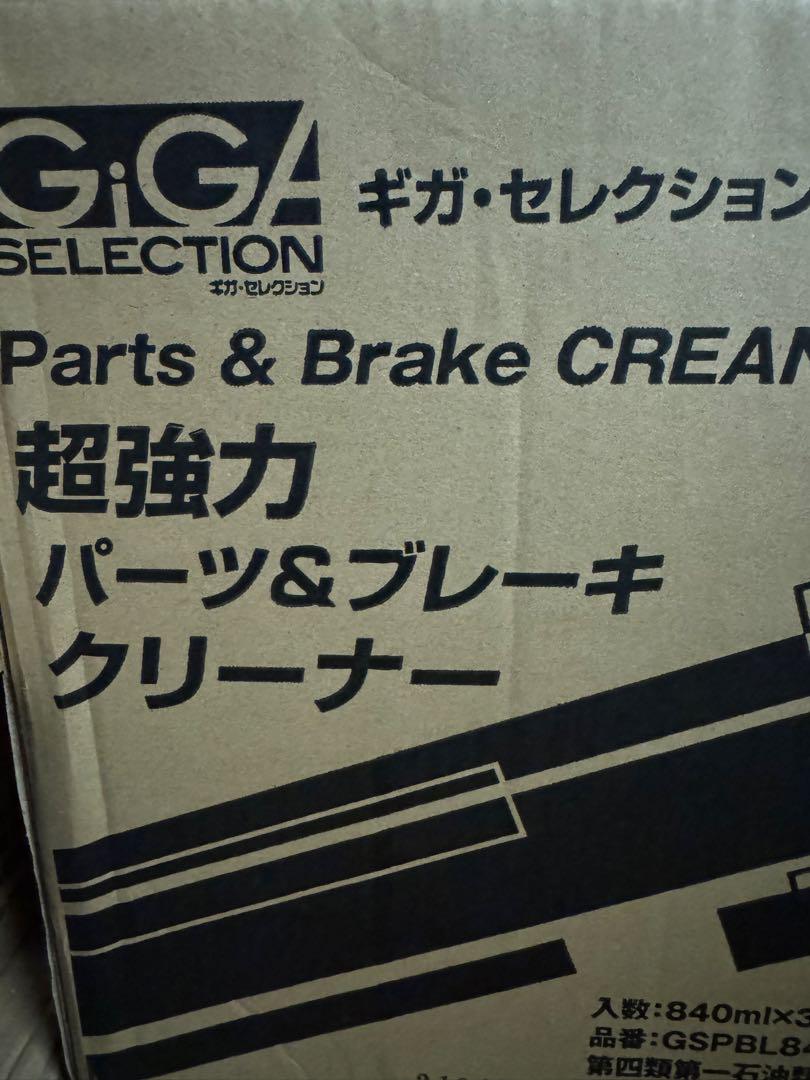 GiGA
SELECTION
ギガ・セレクション
ギガ・セレクション
Parts & Brake CREAN
超強力
パーツ&ブレーキ
クリーナー
入数:840ml×3
品番:GSPBL84
第四類第一石油類